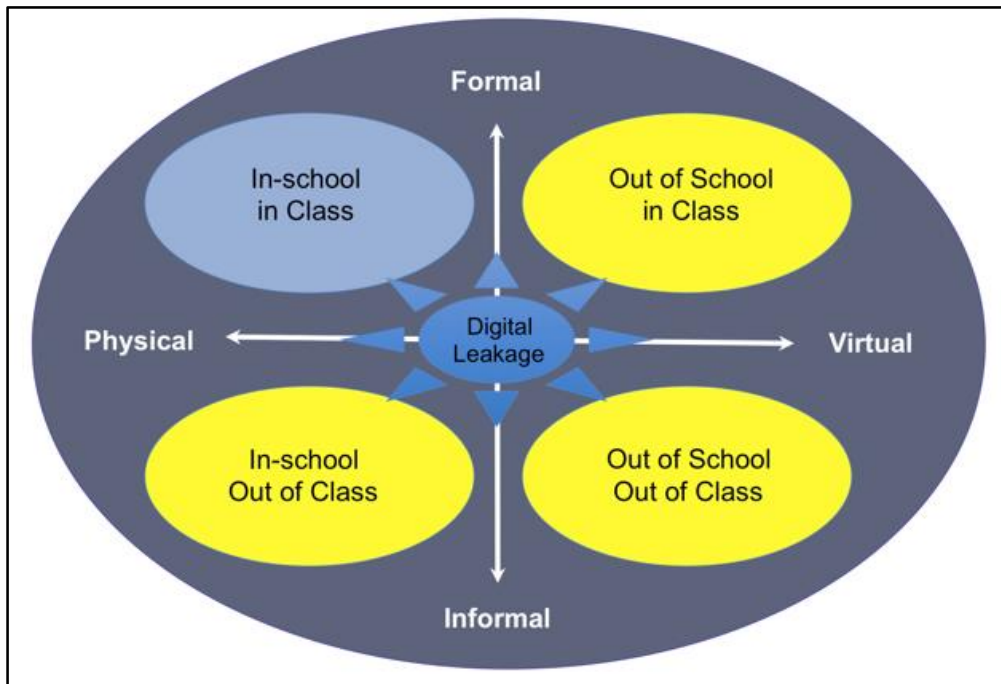 Formal
In-school
in Class
Out of School
in Class
Physical
Digital
Leakage
Virtual
In-school
Out of Class
Out of School
Out of Class
Informal